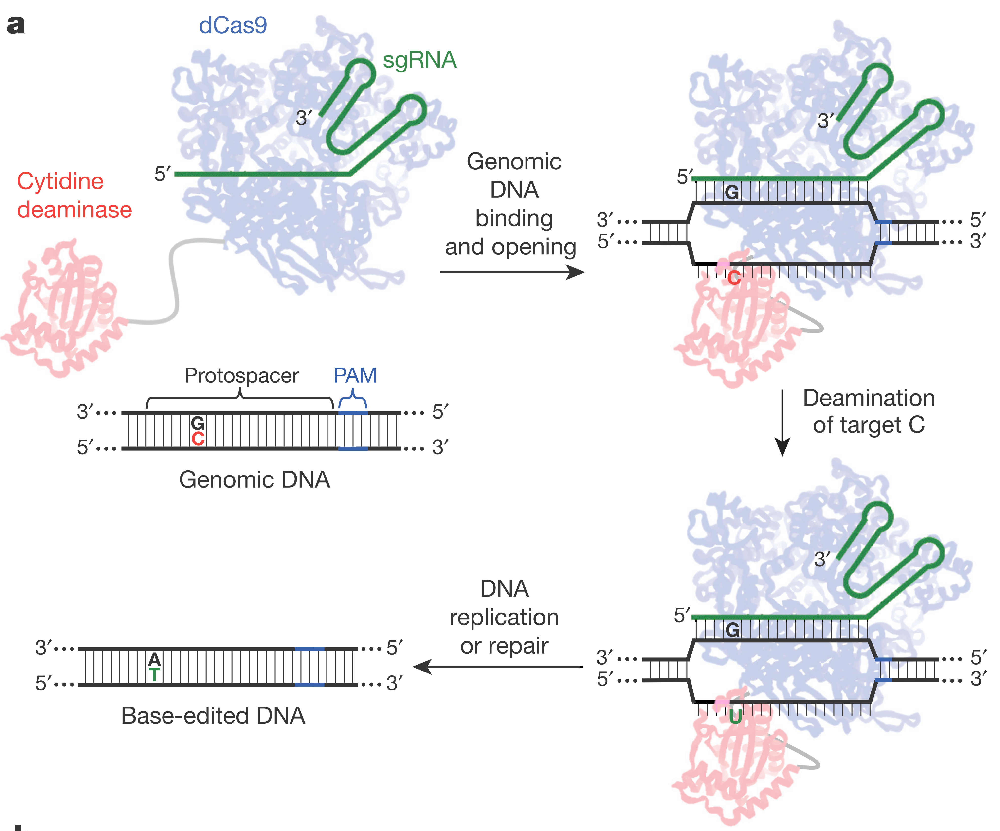 a
dCas9
sgRNA
3′
5′
Cytidine
deaminase
Genomic
DNA
binding
and opening
3′
5′
G
3′ 5′
5′ 3′
C
Protospacer PAM
3′ 5′
G
C
5′ 3′
Genomic DNA
Deamination
of target C
3′
5′
G
3′ 5′
5′ 3′
U
DNA
replication
or repair
3′ 5′
A
T
5′ 3′
Base-edited DNA